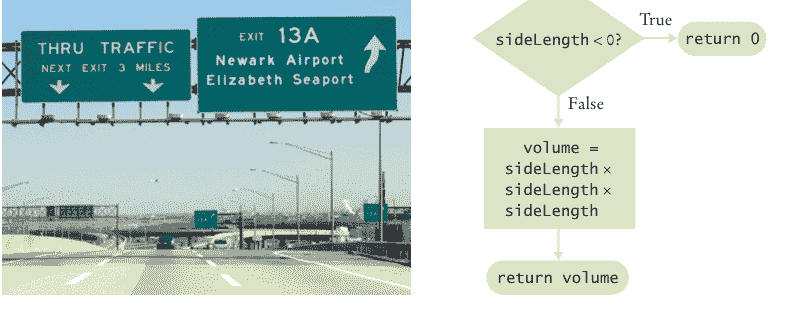 THRU TRAFFIC
NEXT EXIT 3 MILES
EXIT 13A
Newark Airport
Elizabeth Seaport
sideLength < 0?
True
return 0
False
volume =
sideLength ×
sideLength ×
sideLength
return volume